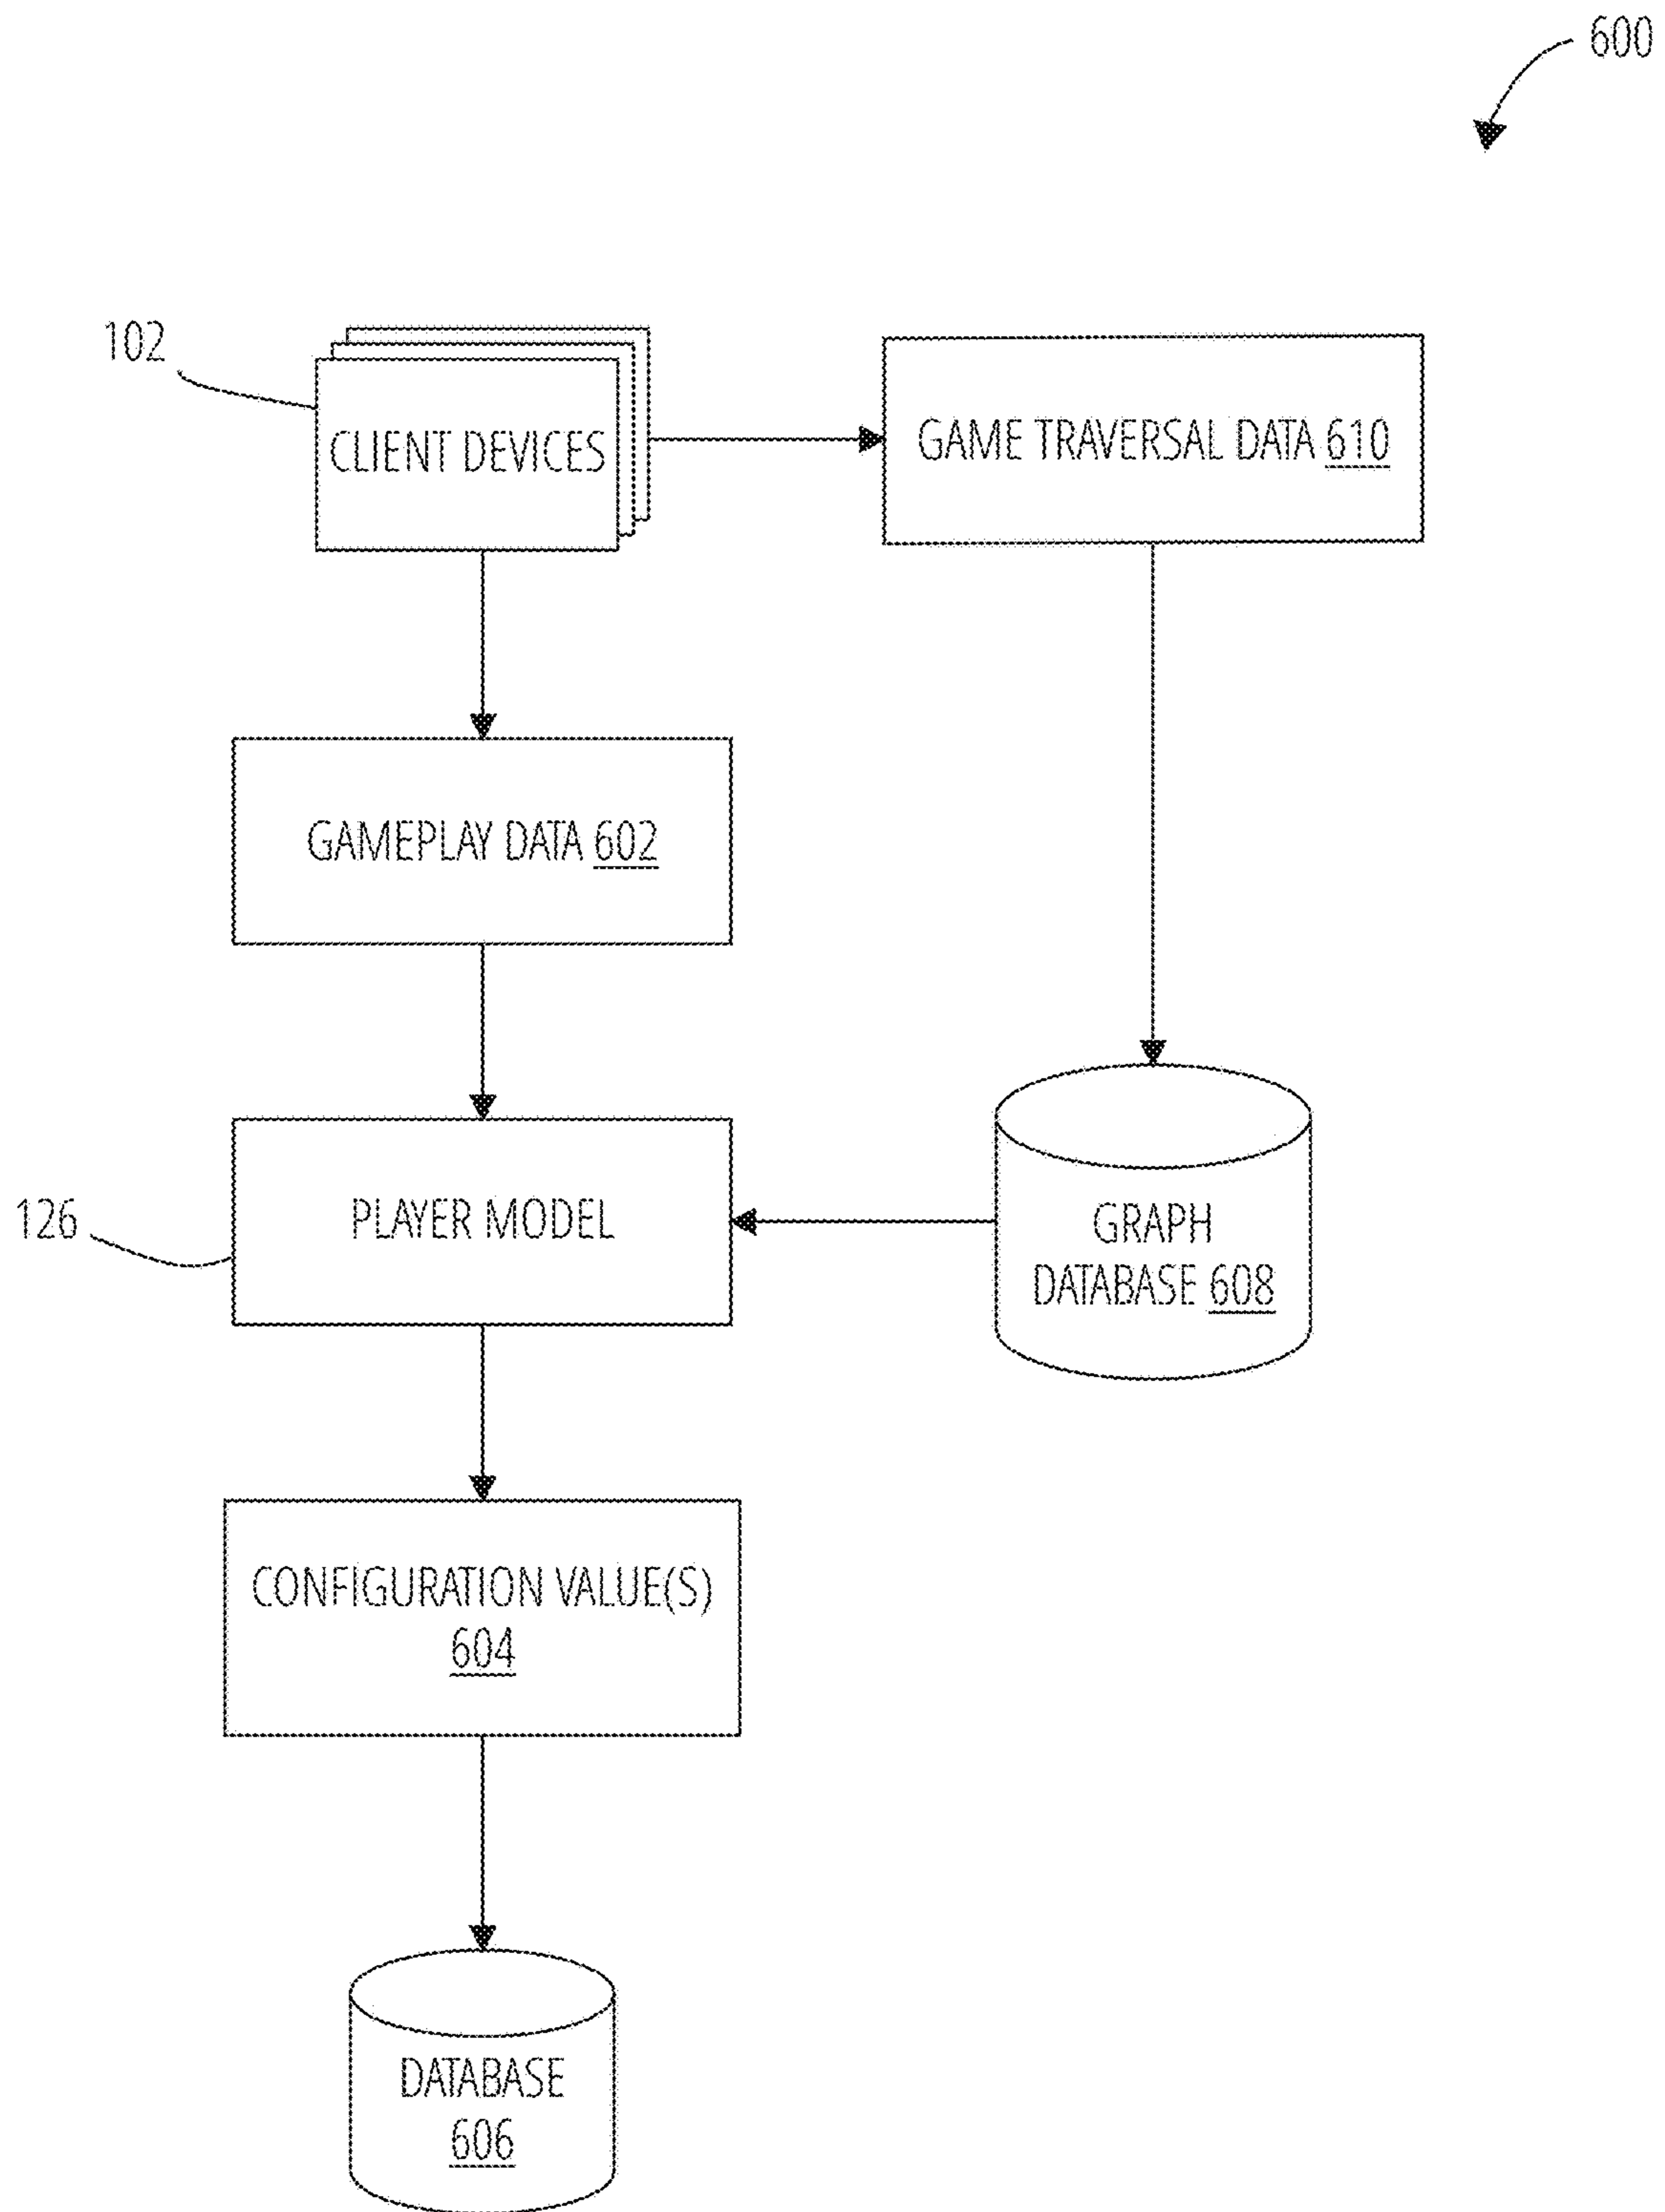 600
102
CLIENT DEVICES
GAME TRAVERSAL DATA 610
GAMEPLAY DATA 602
126
PLAYER MODEL
GRAPH
DATABASE 608
CONFIGURATION VALUE(S)
604
DATABASE
606